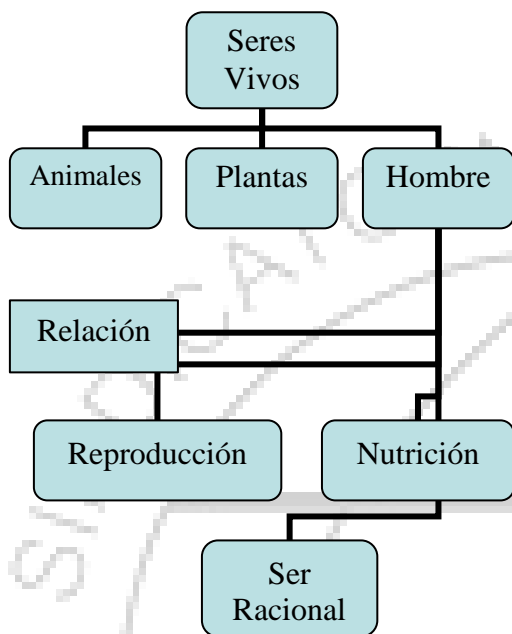 Seres
Vivos
Animales
Plantas
Hombre
Relación
Reproducción
Nutrición
Ser
Racional